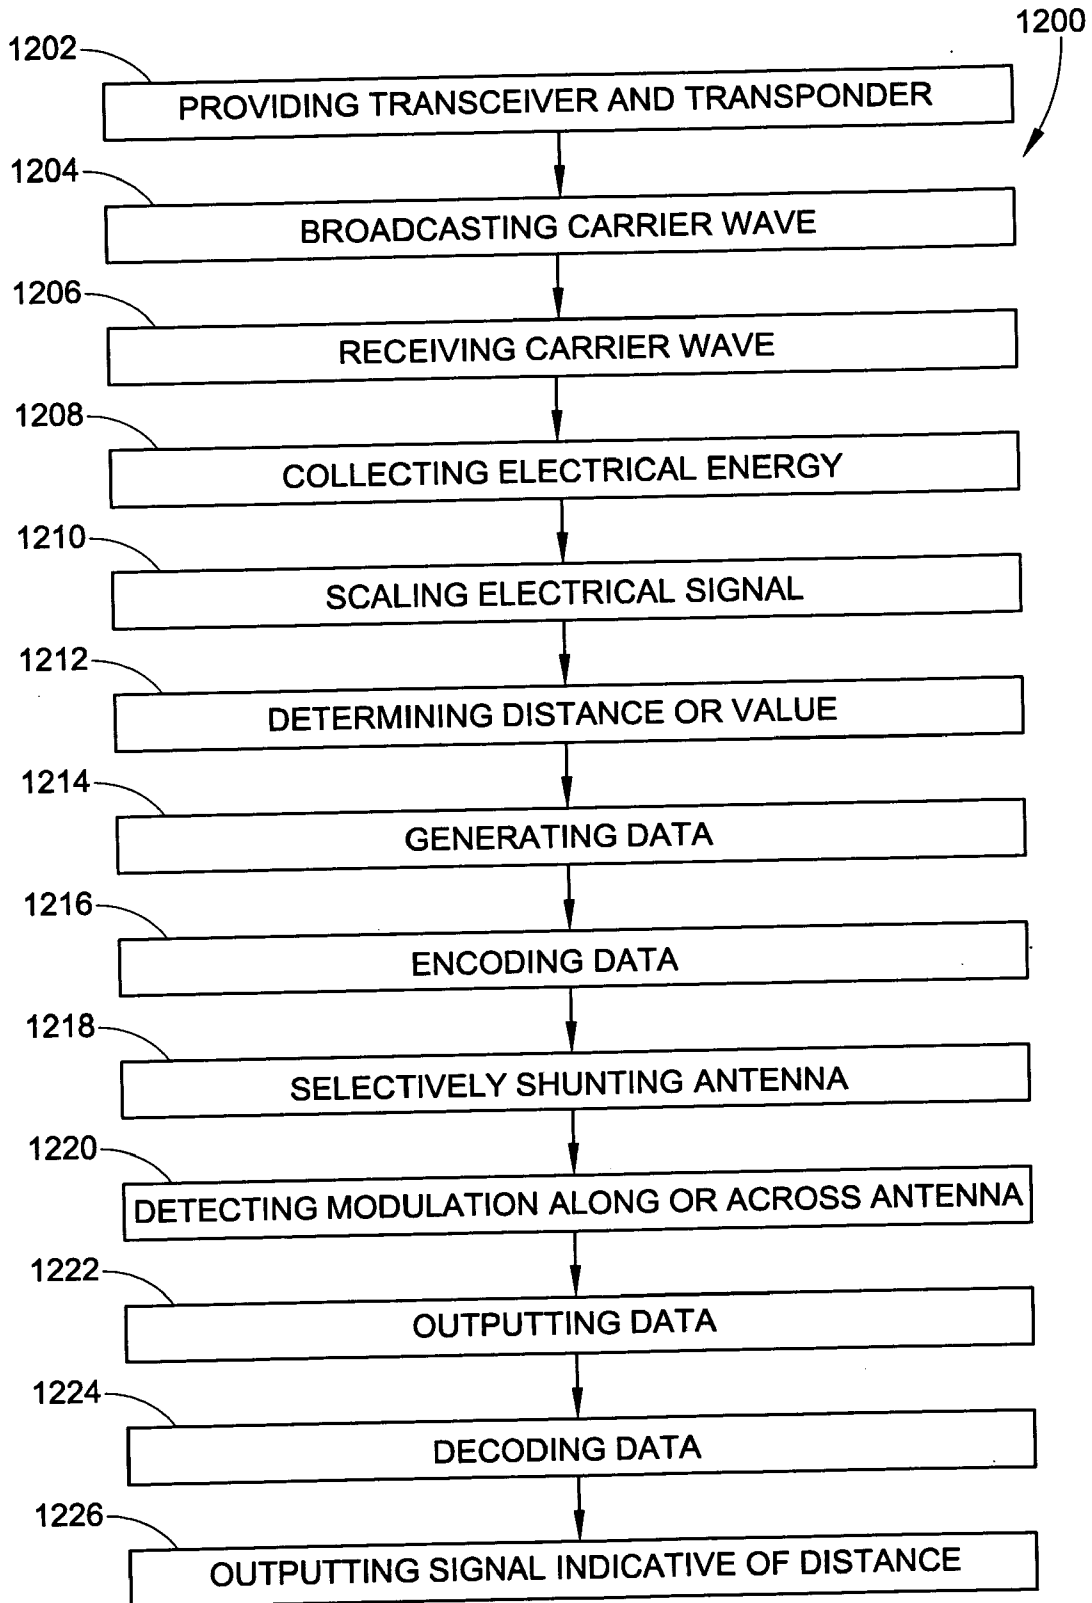 1200
1202
PROVIDING TRANSCEIVER AND TRANSPONDER
1204
BROADCASTING CARRIER WAVE
1206
RECEIVING CARRIER WAVE
1208
COLLECTING ELECTRICAL ENERGY
1210
SCALING ELECTRICAL SIGNAL
1212
DETERMINING DISTANCE OR VALUE
1214
GENERATING DATA
1216
ENCODING DATA
1218
SELECTIVELY SHUNTING ANTENNA
1220
DETECTING MODULATION ALONG OR ACROSS ANTENNA
1222
OUTPUTTING DATA
1224
DECODING DATA
1226
OUTPUTTING SIGNAL INDICATIVE OF DISTANCE